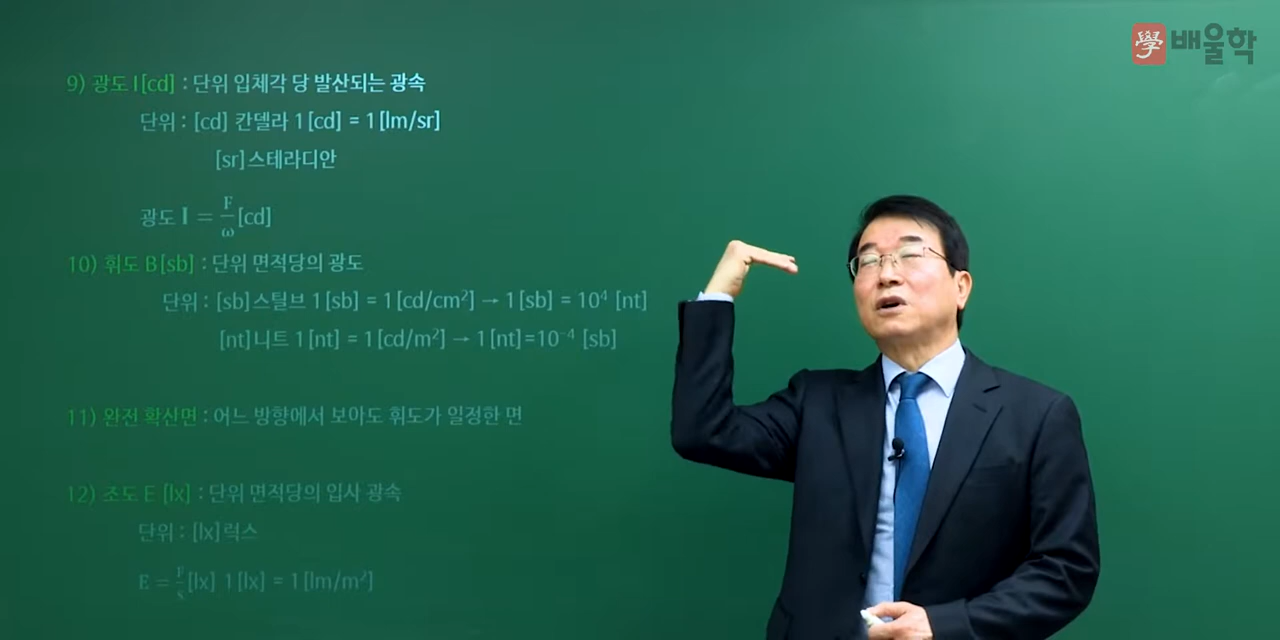 學 배울학
9) 광도 I[cd] : 단위 입체각 당 발산되는 광속
단위 : [cd] 칸델라 1[cd] = 1[lm/sr]
[sr]스테라디안
광도 I = F/ω [cd]
10) 휘도 B[sb] : 단위 면적당의 광도
단위 : [sb]스틸브 1[sb] = 1[cd/cm²] → 1[sb] = 10⁴ [nt]
[nt]니트 1[nt] = 1[cd/m²] → 1[nt]=10⁻⁴ [sb]
11) 완전 확산면 : 어느 방향에서 보아도 휘도가 일정한 면
12) 조도 E [lx] : 단위 면적당의 입사 광속
단위 : [lx]럭스
E = F/s [lx] 1[lx] = 1[lm/m²]